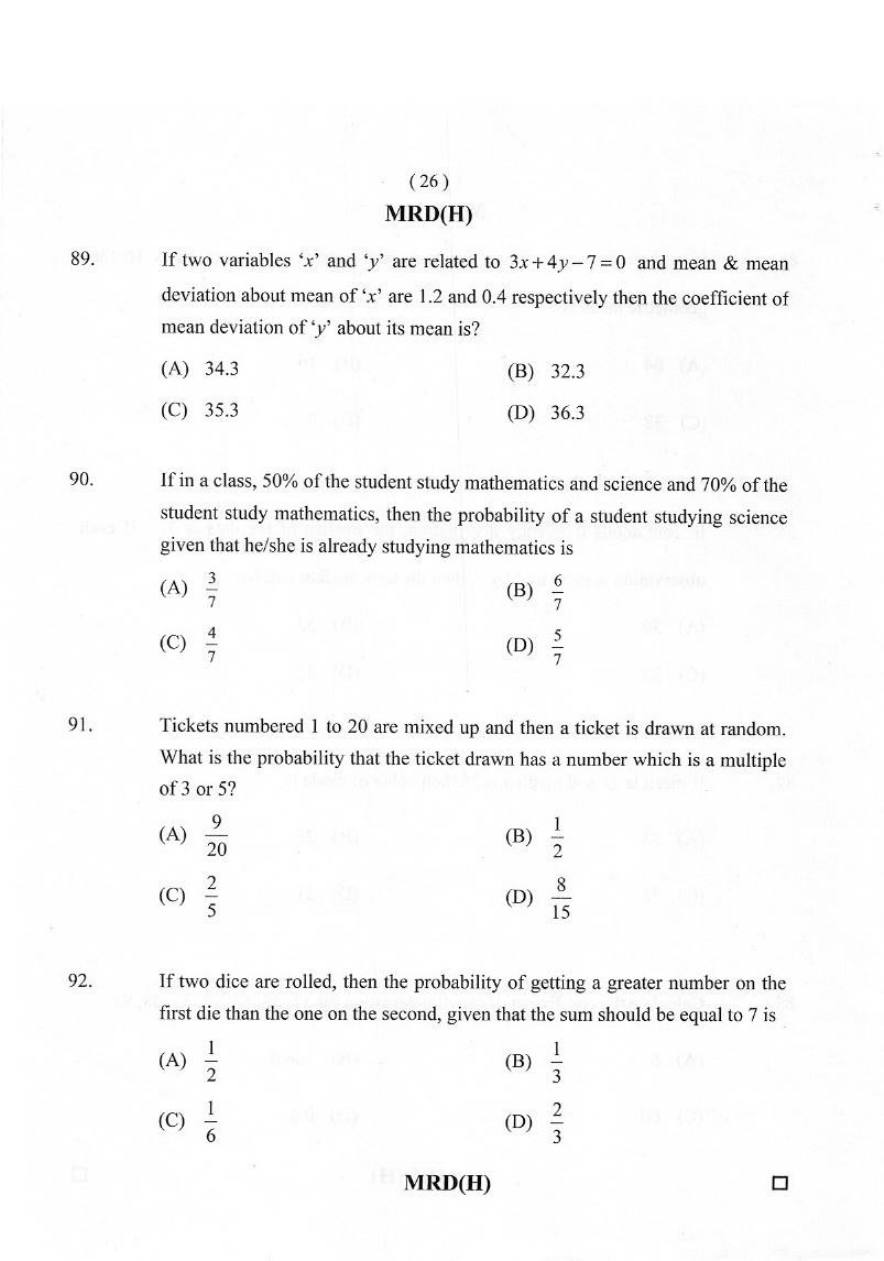 ( 26 )
MRD(H)
89. If two variables ‘x’ and ‘y’ are related to 3x+4y−7=0 and mean & mean
deviation about mean of ‘x’ are 1.2 and 0.4 respectively then the coefficient of
mean deviation of ‘y’ about its mean is?
(A) 34.3 (B) 32.3
(C) 35.3 (D) 36.3
90. If in a class, 50% of the student study mathematics and science and 70% of the
student study mathematics, then the probability of a student studying science
given that he/she is already studying mathematics is
(A) 3/7 (B) 6/7
(C) 4/7 (D) 5/7
91. Tickets numbered 1 to 20 are mixed up and then a ticket is drawn at random.
What is the probability that the ticket drawn has a number which is a multiple
of 3 or 5?
(A) 9/20 (B) 1/2
(C) 2/5 (D) 8/15
92. If two dice are rolled, then the probability of getting a greater number on the
first die than the one on the second, given that the sum should be equal to 7 is
(A) 1/2 (B) 1/3
(C) 1/6 (D) 2/3
MRD(H)